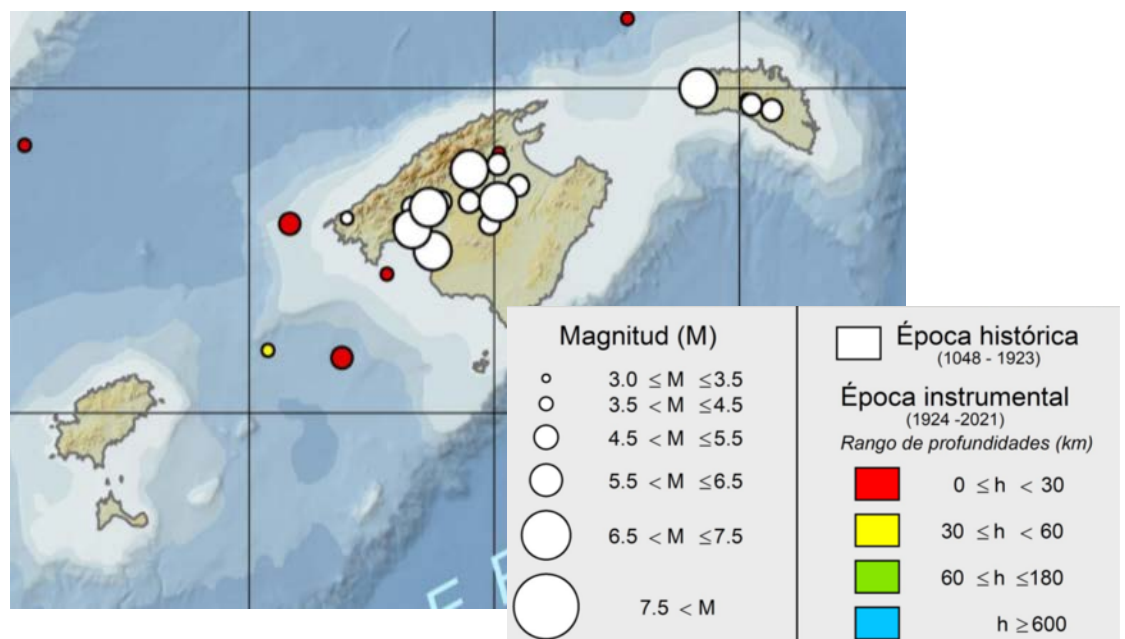 Magnitud (M)
3.0 ≤ M ≤3.5
3.5 < M ≤4.5
4.5 < M ≤5.5
5.5 < M ≤6.5
6.5 < M ≤7.5
7.5 < M
Época histórica
(1048 - 1923)
Época instrumental
(1924 -2021)
Rango de profundidades (km)
0 ≤ h < 30
30 ≤ h < 60
60 ≤ h ≤180
h ≥ 600